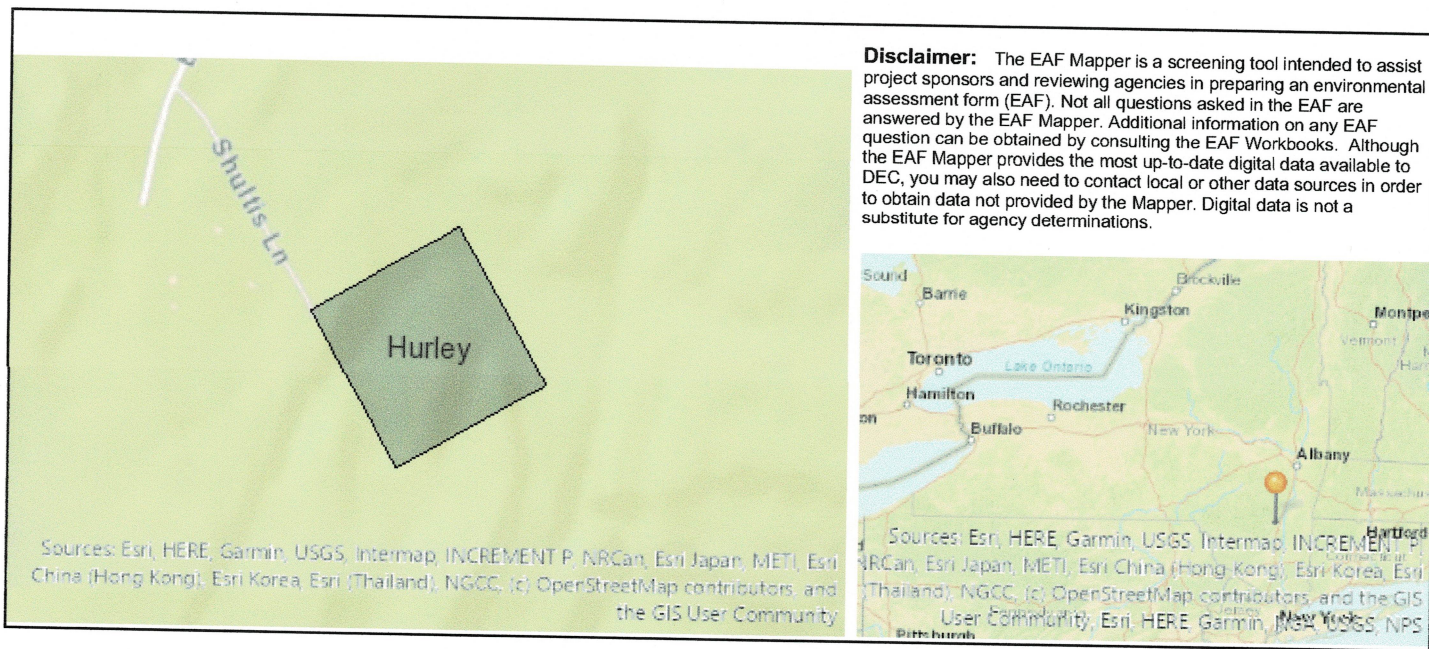 Shultis Ln
Hurley
Sources: Esri, HERE, Garmin, USGS, Intermap, INCREMENT P, NRCan, Esri Japan, METI, Esri
China (Hong Kong), Esri Korea, Esri (Thailand), NGCC, (c) OpenStreetMap contributors, and
the GIS User Community
Disclaimer: The EAF Mapper is a screening tool intended to assist
project sponsors and reviewing agencies in preparing an environmental
assessment form (EAF). Not all questions asked in the EAF are
answered by the EAF Mapper. Additional information on any EAF
question can be obtained by consulting the EAF Workbooks. Although
the EAF Mapper provides the most up-to-date digital data available to
DEC, you may also need to contact local or other data sources in order
to obtain data not provided by the Mapper. Digital data is not a
substitute for agency determinations.
Sound
Barrie
Brockville
Kingston
Montpe
Vermont
Toronto
Lake Ontario
Hamilton
Rochester
on
Buffalo
New York
Albany
Massachu
Hartford
Sources: Esri, HERE, Garmin, USGS, Intermap, INCREMENT P,
NRCan, Esri Japan, METI, Esri China (Hong Kong), Esri Korea, Esri
(Thailand), NGCC, (c) OpenStreetMap contributors, and the GIS
User Community, Esri, HERE, Garmin, NGA, USGS, NPS
New York
Pittsburgh